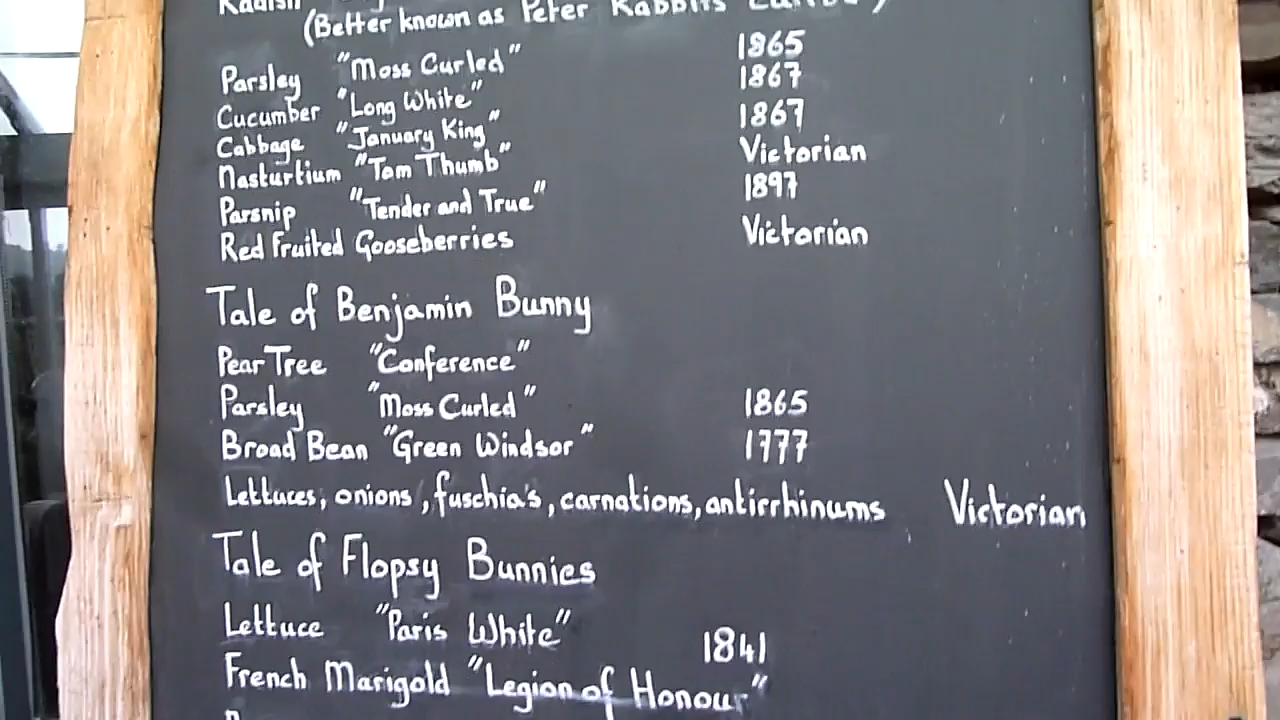 Radish
(Better known as Peter Rabbits
Parsley "Moss Curled" 1865
Cucumber "Long White" 1867
Cabbage "January King" 1867
Nasturtium "Tom Thumb" Victorian
Parsnip "Tender and True" 1897
Red Fruited Gooseberries Victorian
Tale of Benjamin Bunny
Pear Tree "Conference"
Parsley "Moss Curled" 1865
Broad Bean "Green Windsor" 1777
Lettuces, onions, fuschia's, carnations, antirrhinums Victorian
Tale of Flopsy Bunnies
Lettuce "Paris White" 1841
French Marigold "Legion of Honour"